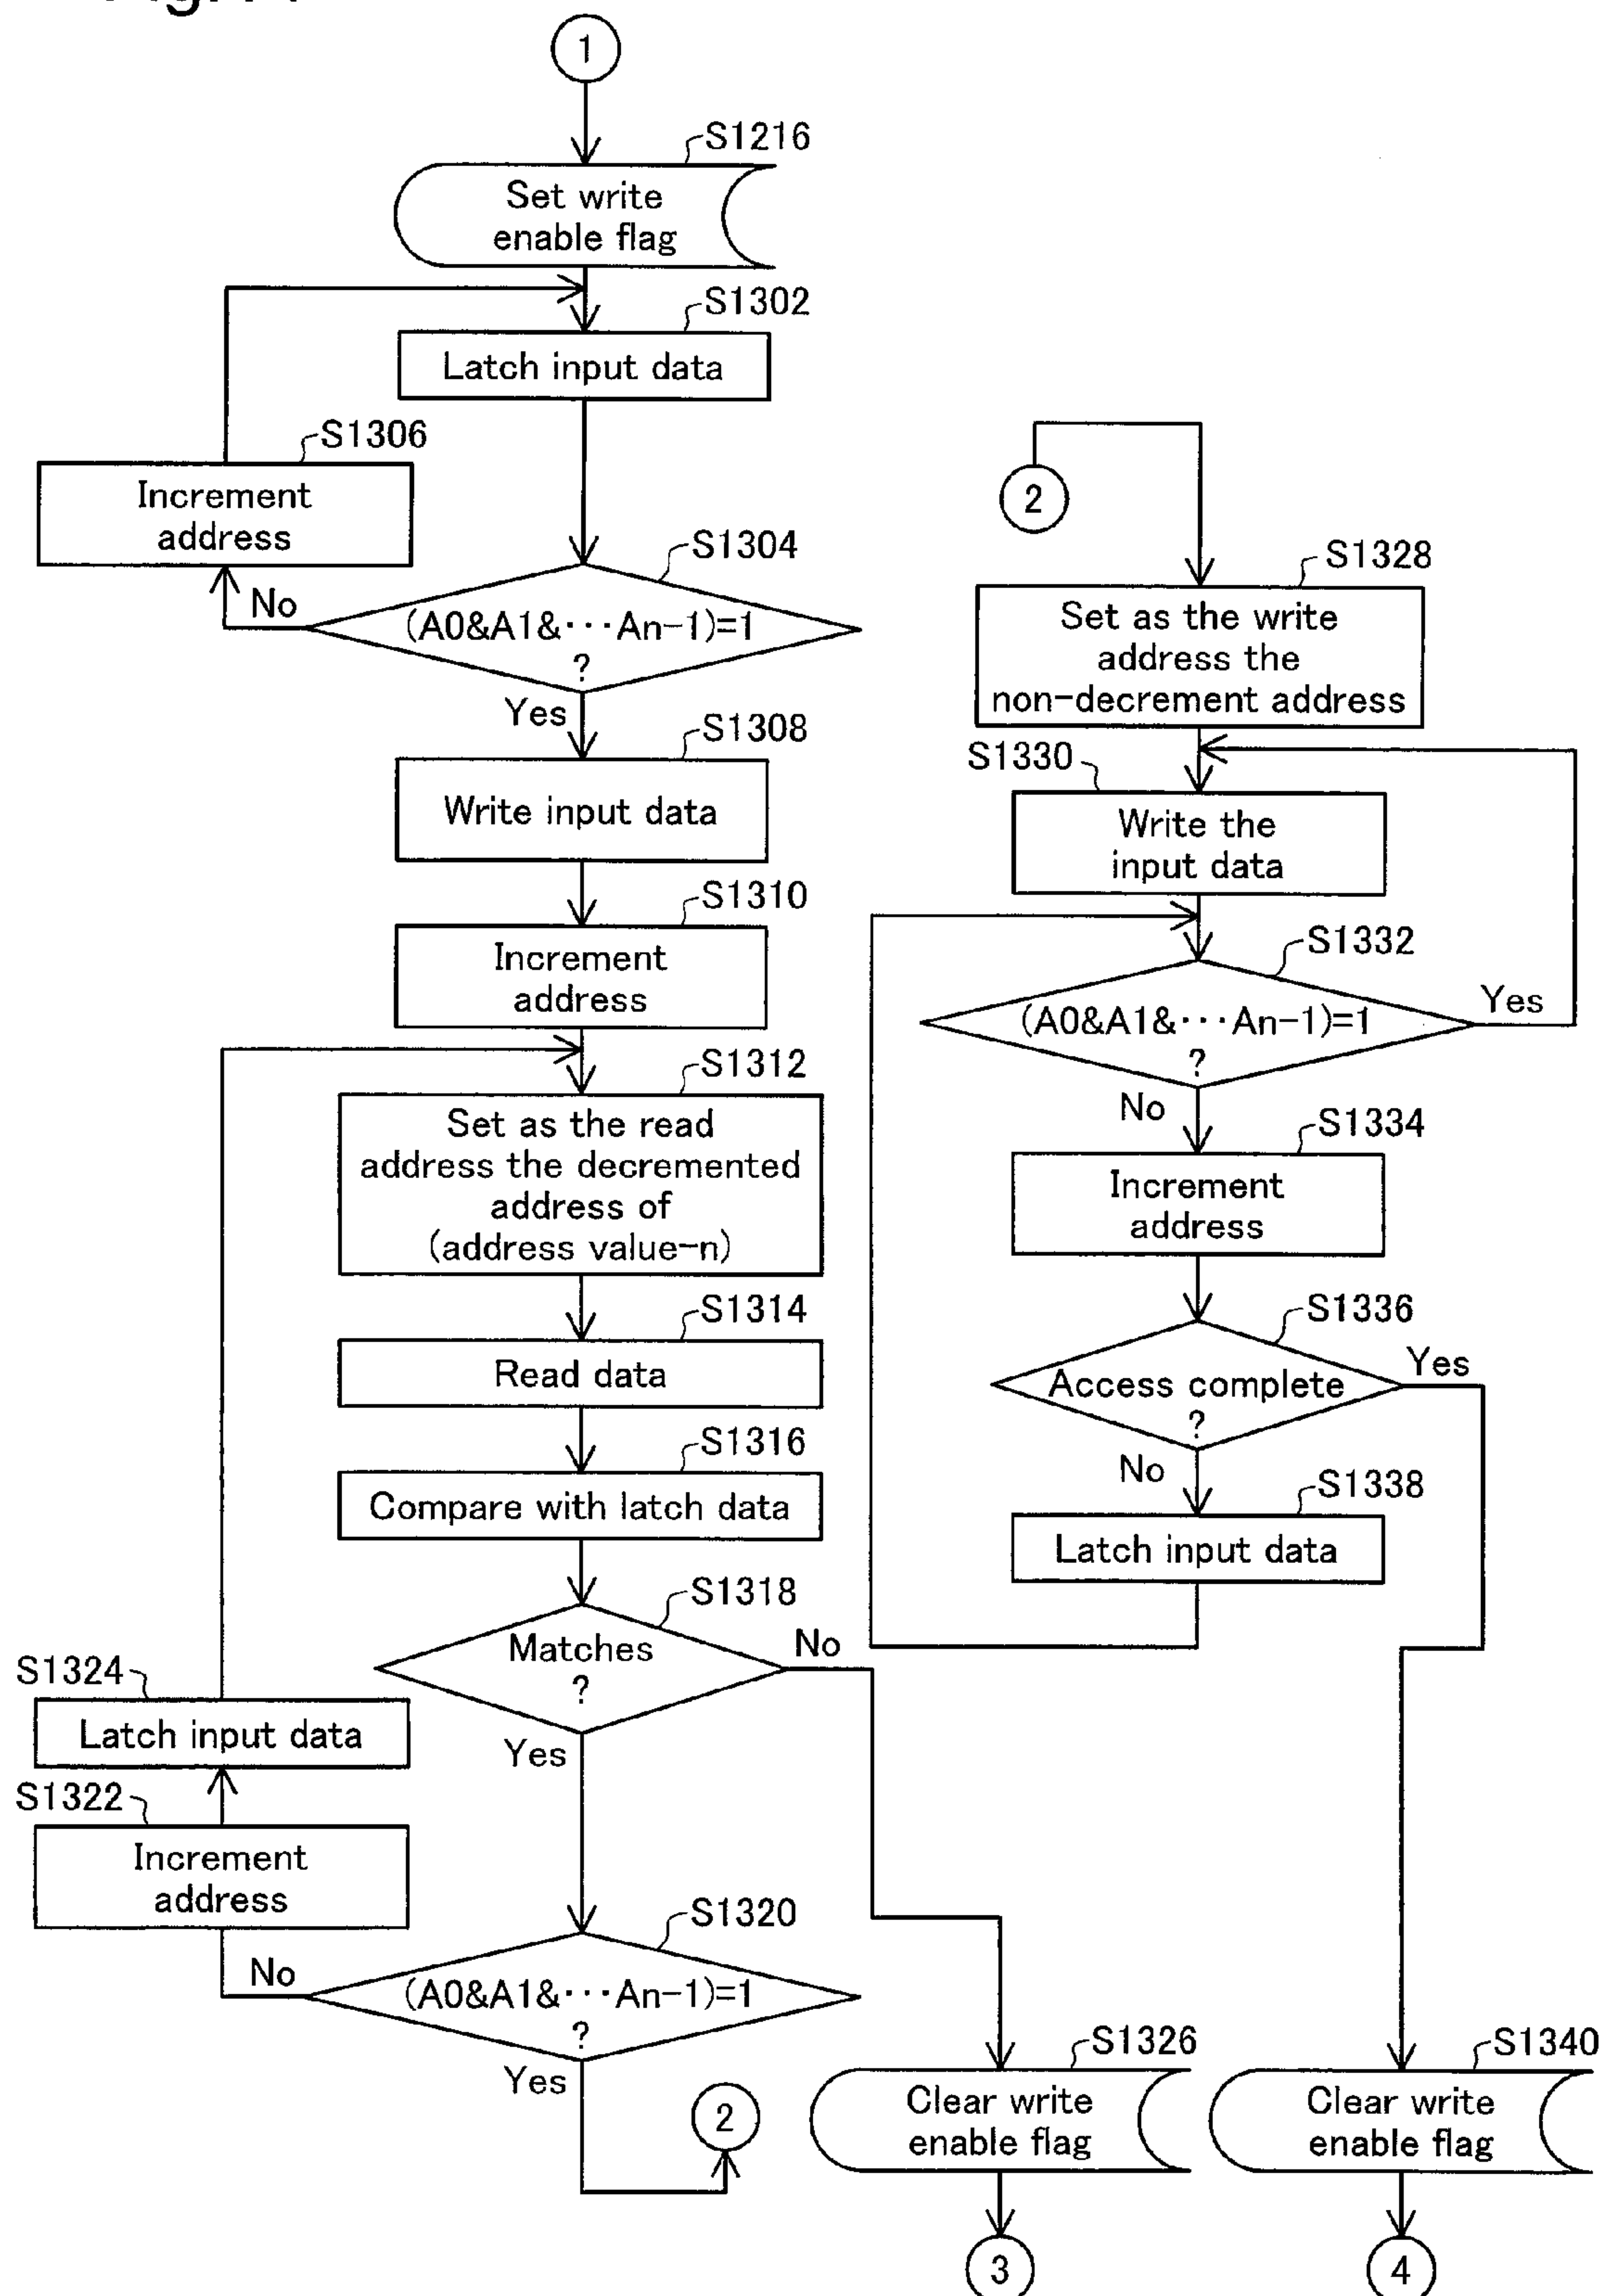 1
S1216
Set write
enable flag
S1302
Latch input data
S1306
Increment
address
S1304
No
(A0&A1&···An-1)=1
?
Yes
S1308
Write input data
S1310
Increment
address
S1312
Set as the read
address the decremented
address of
(address value-n)
S1314
Read data
S1316
Compare with latch data
S1318
Matches
?
No
Yes
S1324
Latch input data
S1322
Increment
address
S1320
No
(A0&A1&···An-1)=1
?
Yes
2
2
S1328
Set as the write
address the
non-decrement address
S1330
Write the
input data
S1332
(A0&A1&···An-1)=1
?
Yes
No
S1334
Increment
address
S1336
Access complete
?
Yes
No
S1338
Latch input data
S1326
Clear write
enable flag
3
S1340
Clear write
enable flag
4